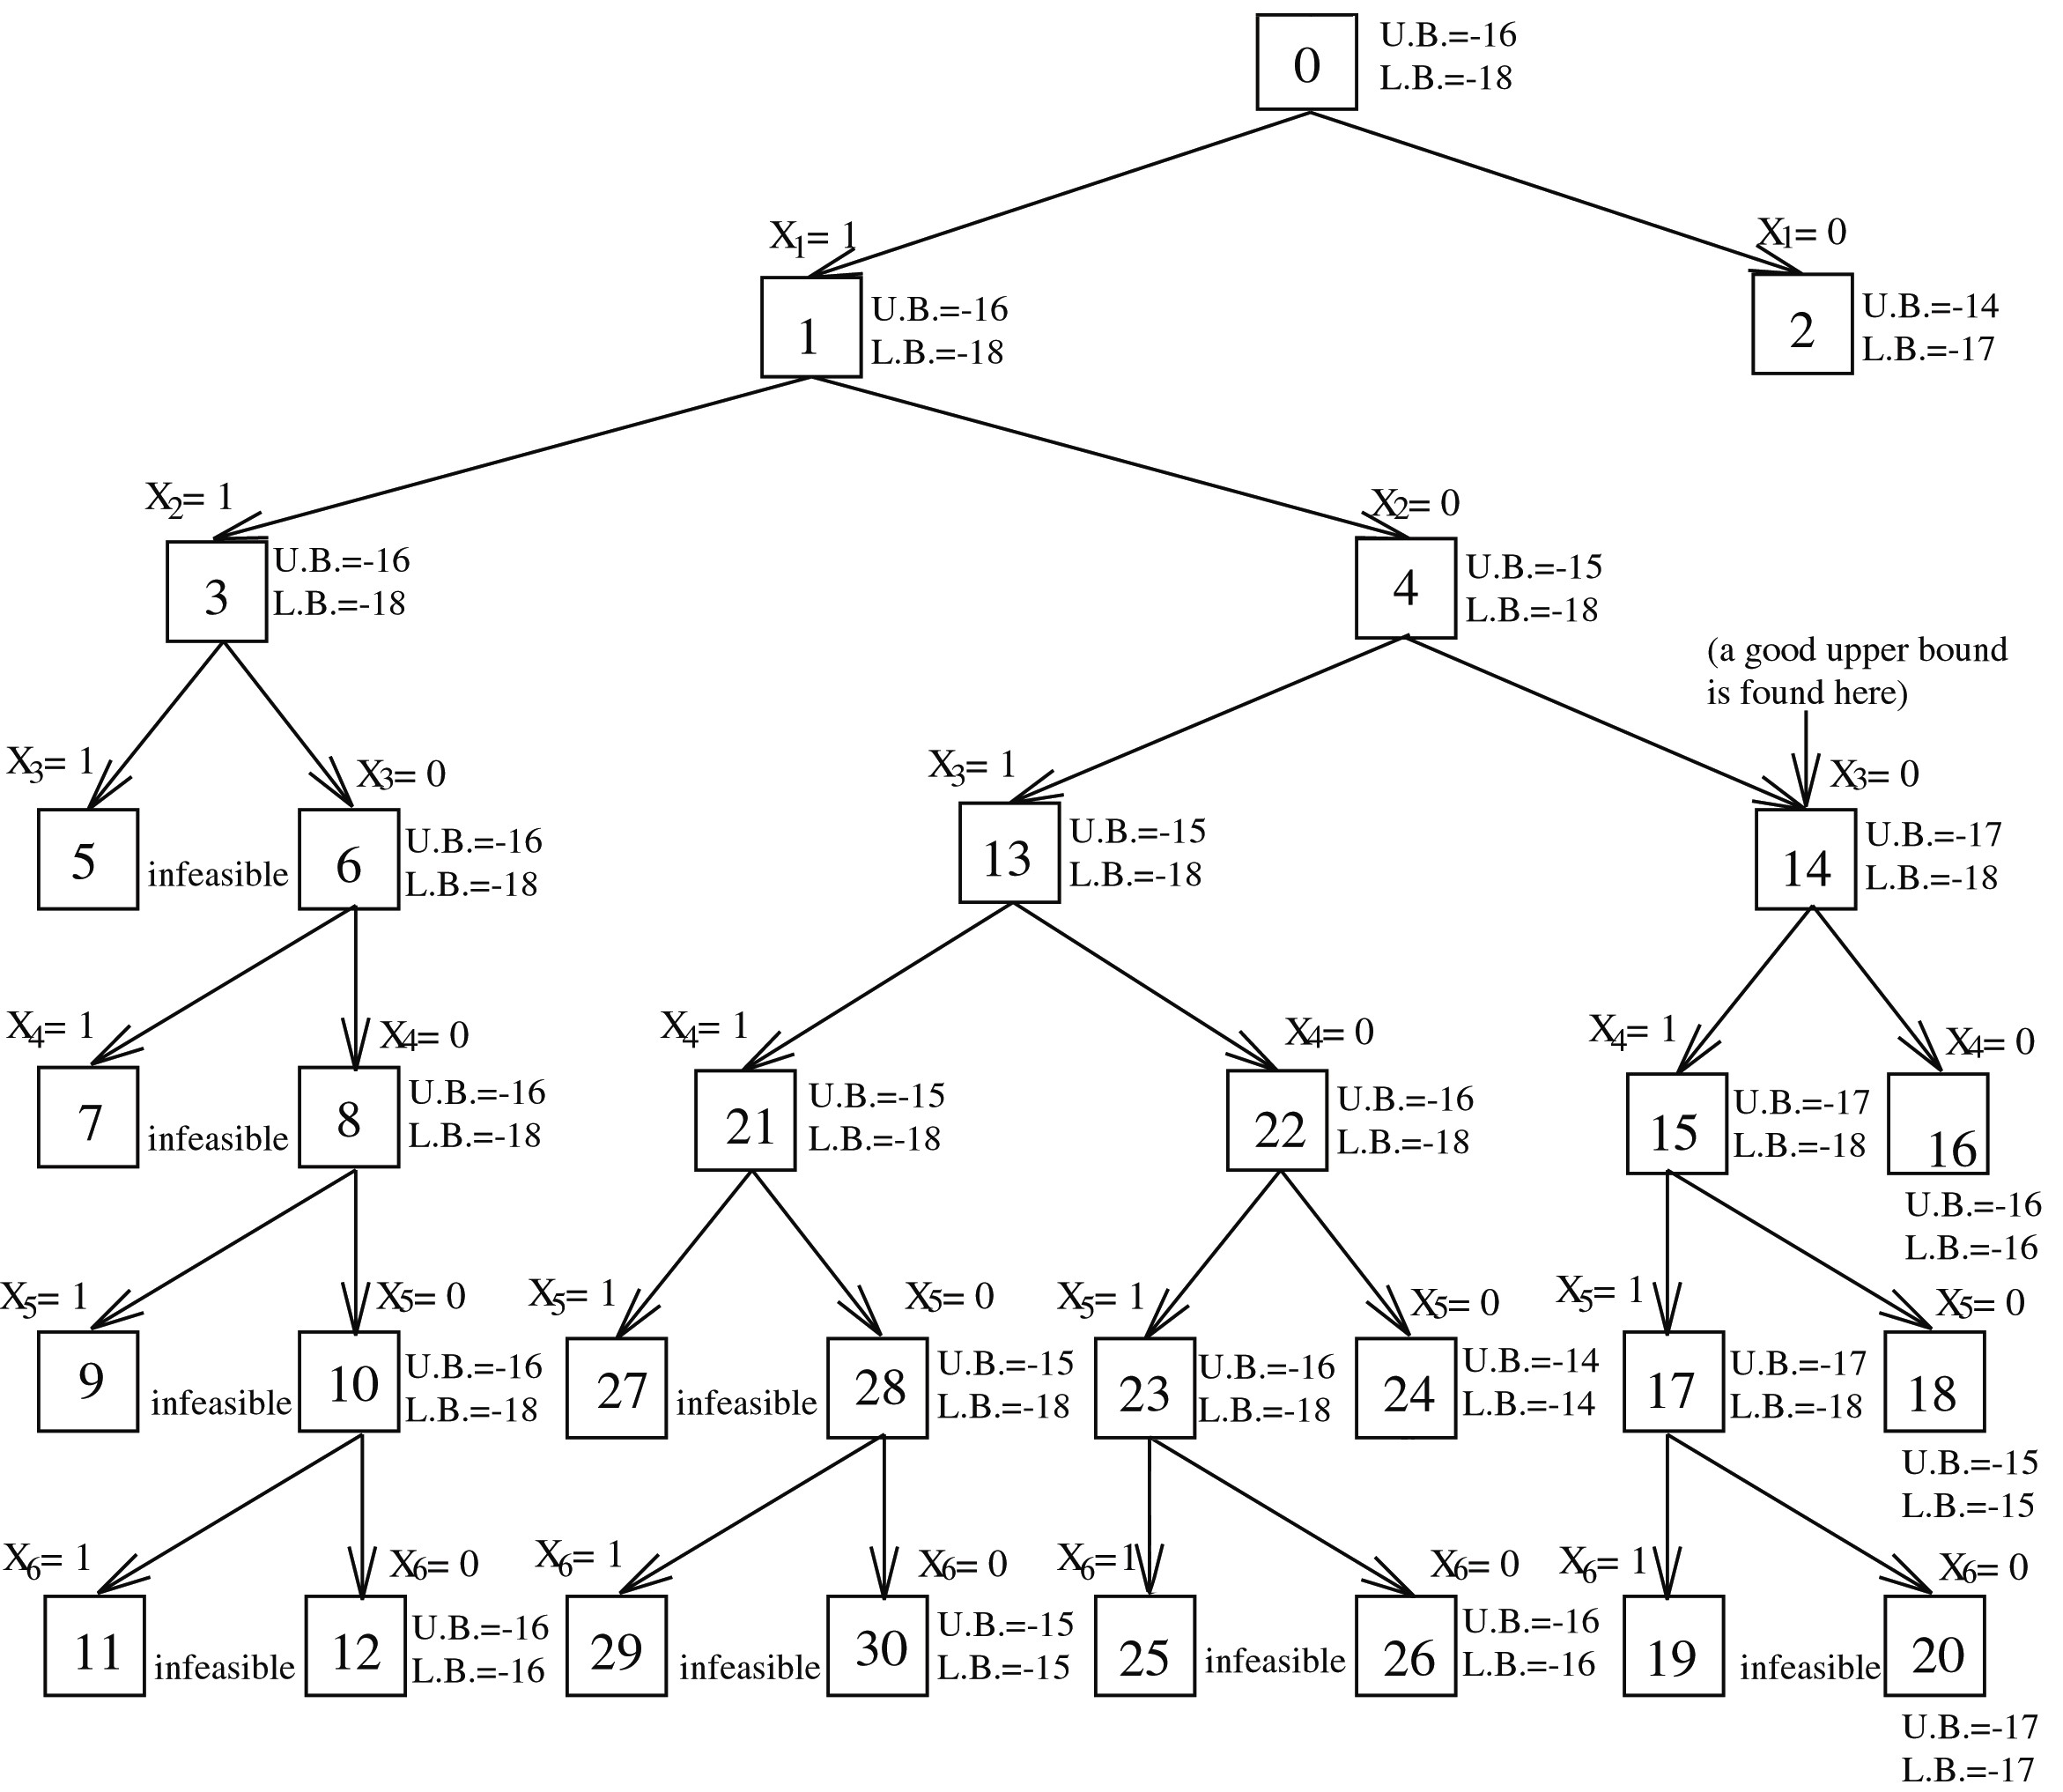 0
U.B.=-16
L.B.=-18
X1= 1
X1= 0
1
U.B.=-16
L.B.=-18
2
U.B.=-14
L.B.=-17
X2= 1
X2= 0
3
U.B.=-16
L.B.=-18
4
U.B.=-15
L.B.=-18
(a good upper bound
is found here)
X3= 1
X3= 0
X3= 1
X3= 0
5
infeasible
6
U.B.=-16
L.B.=-18
13
U.B.=-15
L.B.=-18
14
U.B.=-17
L.B.=-18
X4= 1
X4= 0
X4= 1
X4= 0
X4= 1
X4= 0
7
infeasible
8
U.B.=-16
L.B.=-18
21
U.B.=-15
L.B.=-18
22
U.B.=-16
L.B.=-18
15
U.B.=-17
L.B.=-18
16
U.B.=-16
L.B.=-16
X5= 1
X5= 0
X5= 1
X5= 0
X5= 1
X5= 0
X5= 1
X5= 0
9
infeasible
10
U.B.=-16
L.B.=-18
27
infeasible
28
U.B.=-15
L.B.=-18
23
U.B.=-16
L.B.=-18
24
U.B.=-14
L.B.=-14
17
U.B.=-17
L.B.=-18
18
U.B.=-15
L.B.=-15
X6= 1
X6= 0
X6= 1
X6= 0
X6=1
X6= 0
X6= 1
X6= 0
11
infeasible
12
U.B.=-16
L.B.=-16
29
infeasible
30
U.B.=-15
L.B.=-15
25
infeasible
26
U.B.=-16
L.B.=-16
19
infeasible
20
U.B.=-17
L.B.=-17